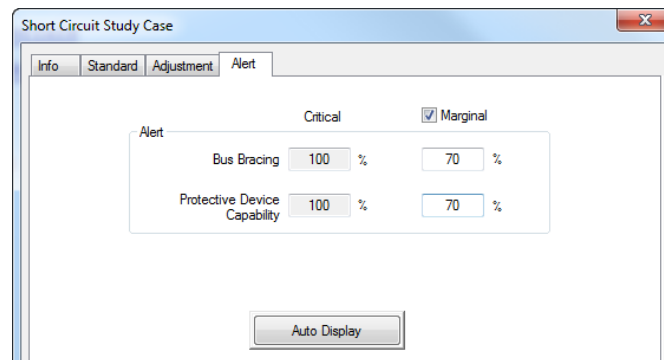 Short Circuit Study Case
Info Standard Adjustment Alert
Critical Marginal
Alert
Bus Bracing 100 % 70 %
Protective Device
Capability 100 % 70 %
Auto Display